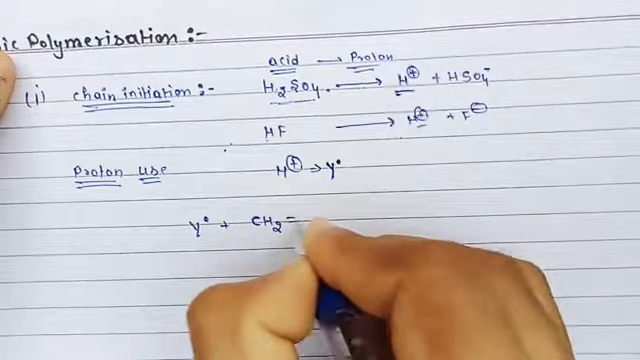 ic Polymerisation :-
acid → Proton
(i) chain initiation :- H2SO4 → H⊕ + HSO4⁻
HF → H⊕ + F⊖
Proton use H⊕ → Y°
Y° + CH2=